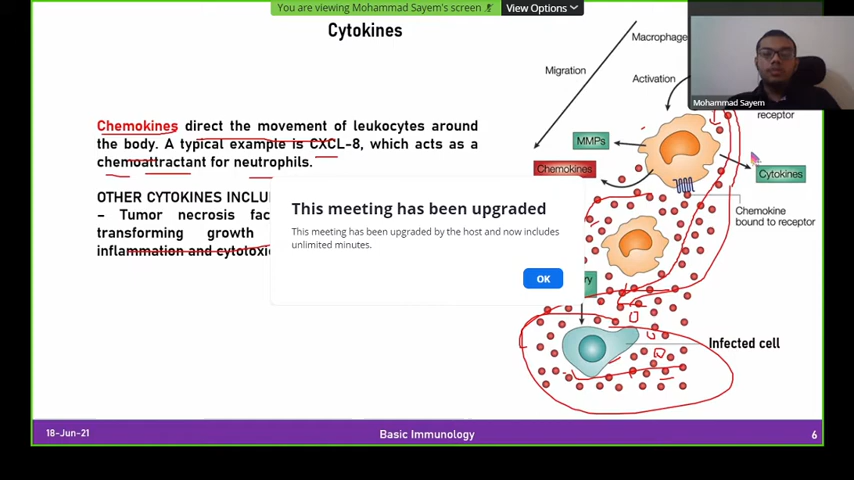 You are viewing Mohammad Sayem's screen
View Options
Cytokines
Macrophage
Migration
Activation
Mohammad Sayem
receptor
Chemokines direct the movement of leukocytes around
the body. A typical example is CXCL-8, which acts as a
chemoattractant for neutrophils.
MMPs
Chemokines
Cytokines
OTHER CYTOKINES INCLU
– Tumor necrosis fac
transforming growth
inflammation and cytotoxic
This meeting has been upgraded
This meeting has been upgraded by the host and now includes
unlimited minutes.
OK
Chemokine
bound to receptor
ry
Infected cell
18-Jun-21
Basic Immunology
6